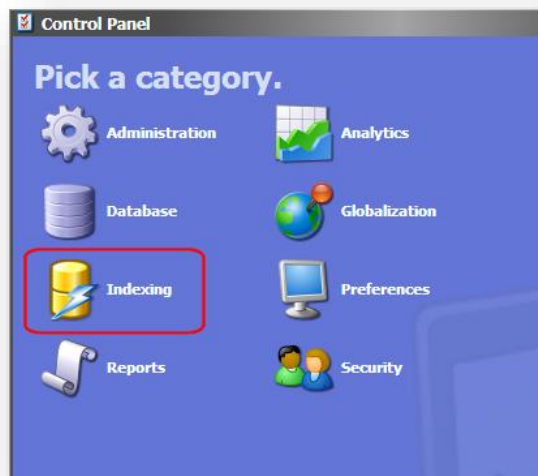 Control Panel
Pick a category.
Administration
Analytics
Database
Globalization
Indexing
Preferences
Reports
Security